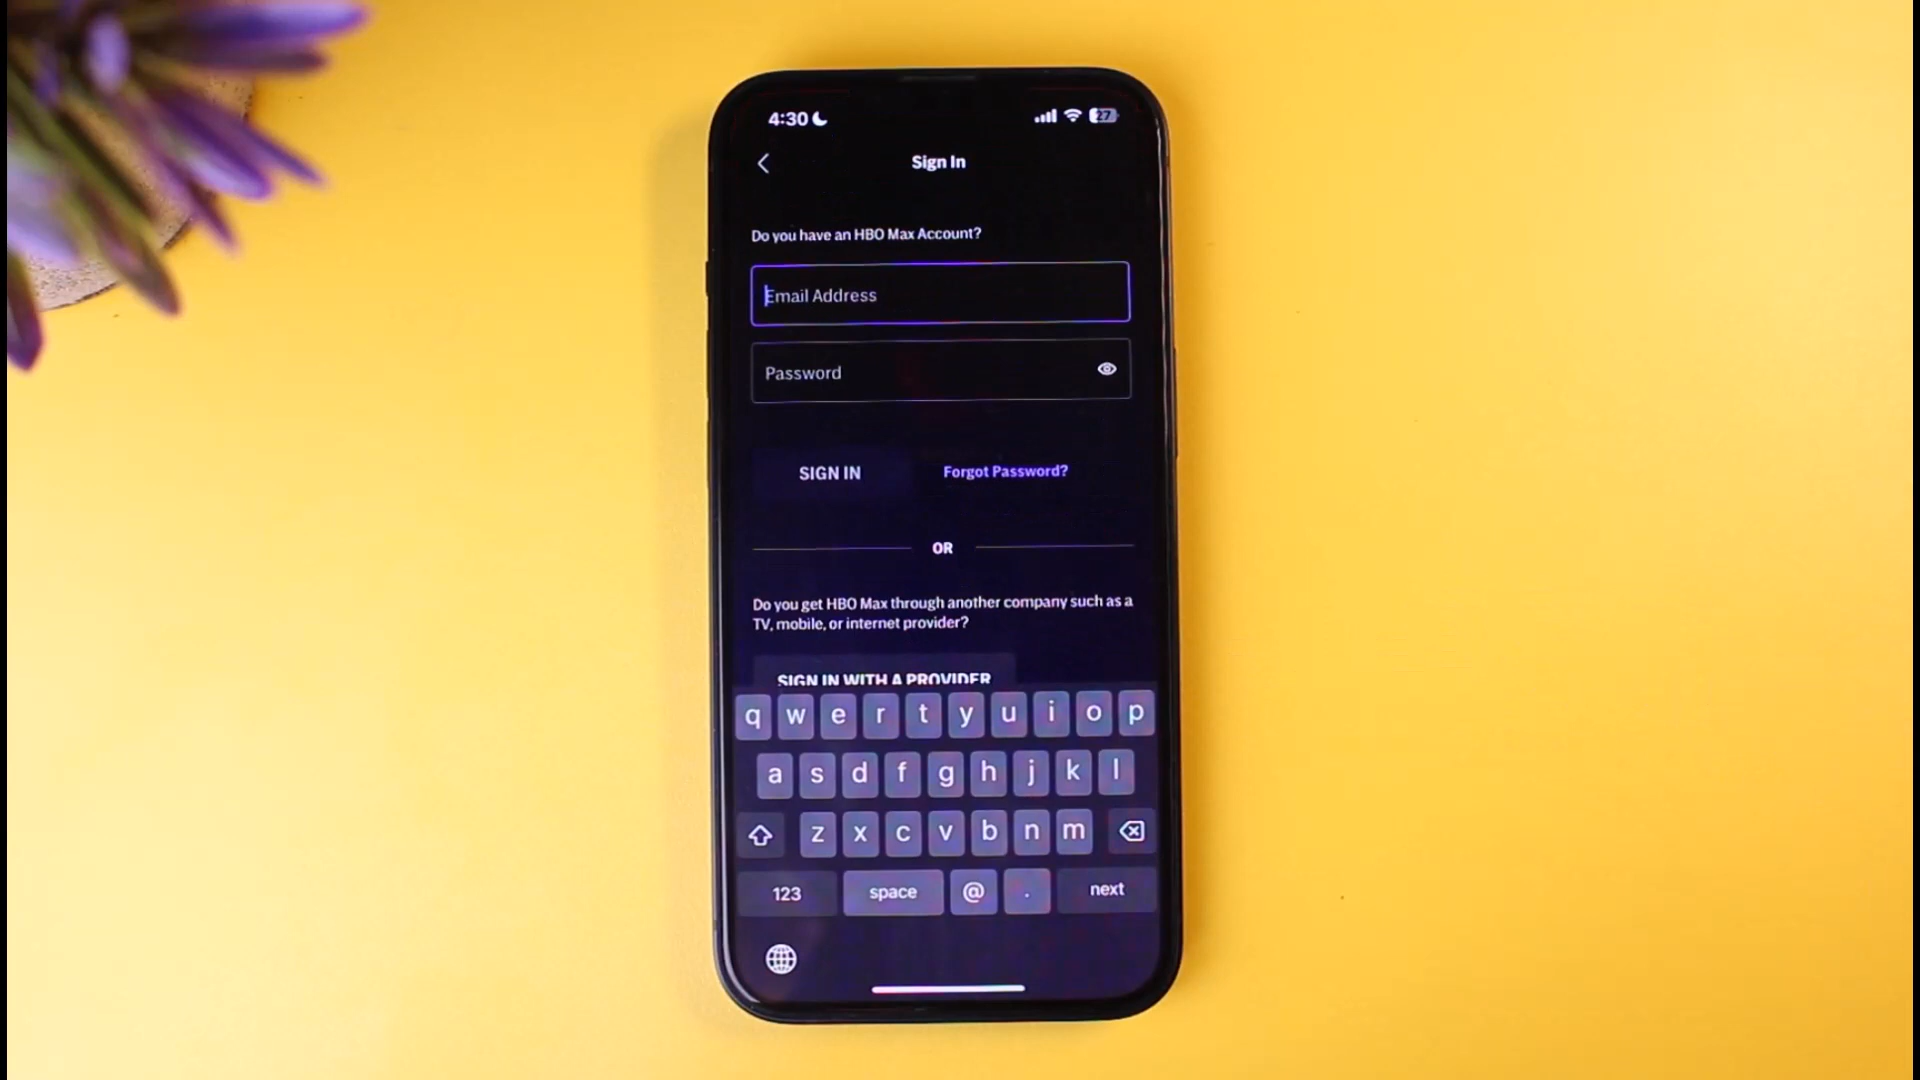 4:30
27
Sign In
Do you have an HBO Max Account?
Email Address
Password
SIGN IN
Forgot Password?
OR
Do you get HBO Max through another company such as a
TV, mobile, or internet provider?
SIGN IN WITH A PROVIDER
q w e r t y u i o p
a s d f g h j k l
z x c v b n m
123 space @ . next